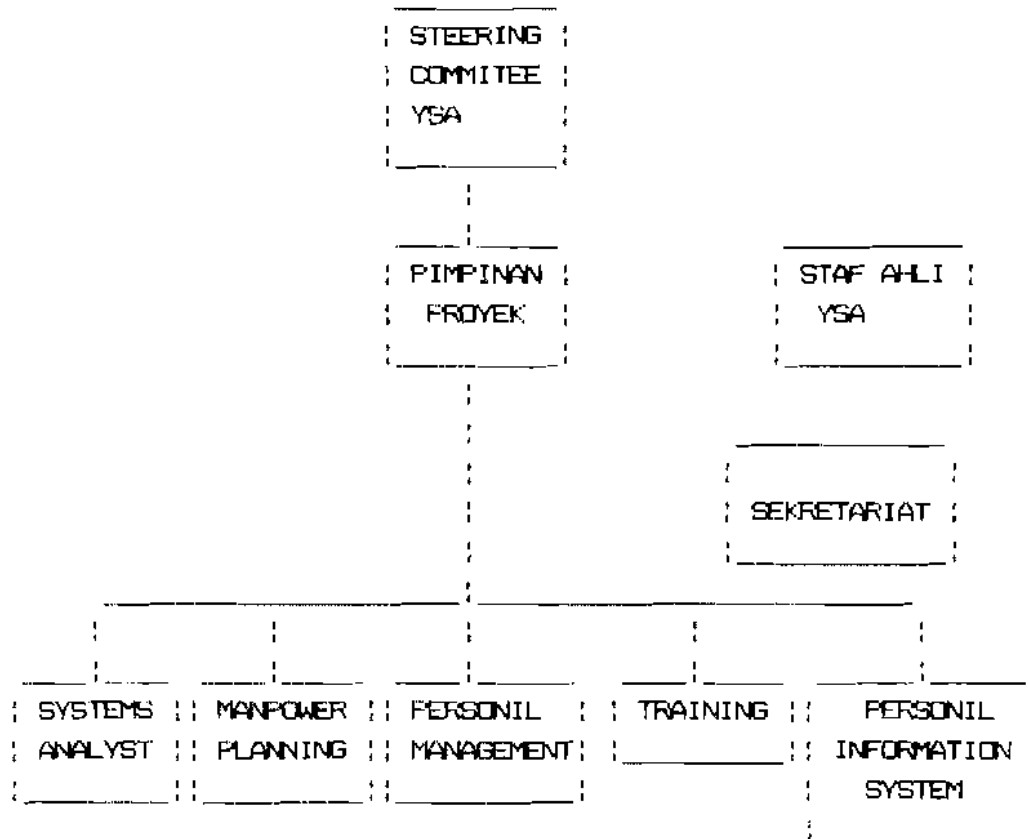 STEERING
COMMITEE
YSA
PIMPINAN
PROYEK
STAF AHLI
YSA
SEKRETARIAT
SYSTEMS
ANALYST
MANPOWER
PLANNING
PERSONIL
MANAGEMENT
TRAINING
PERSONIL
INFORMATION
SYSTEM